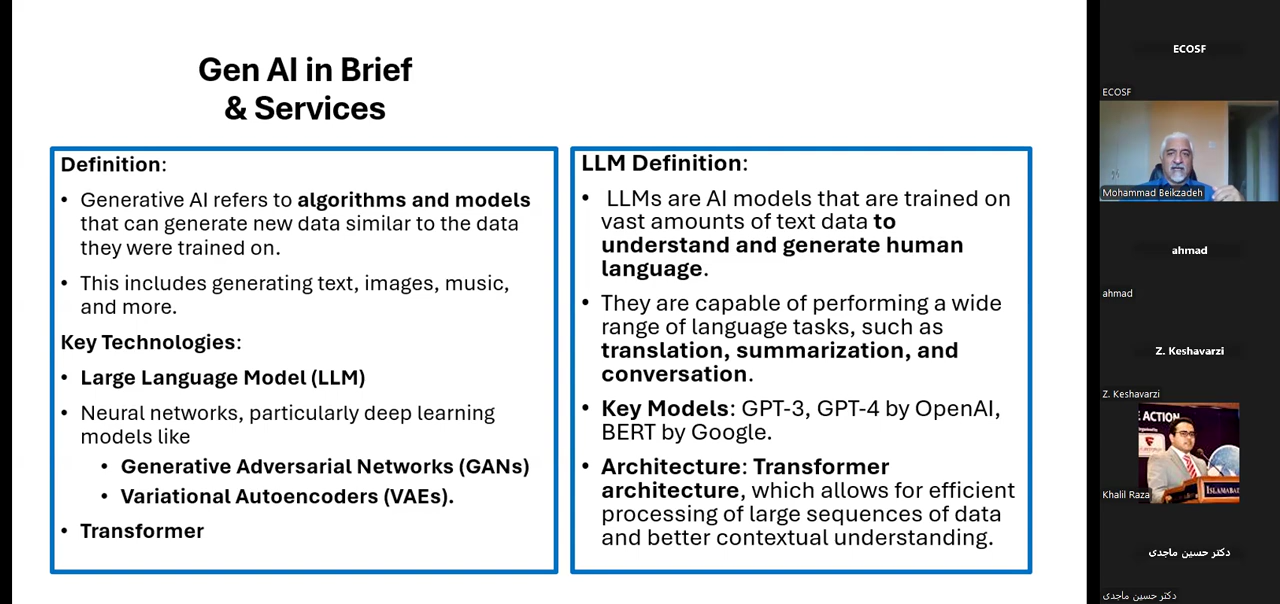 Gen AI in Brief
& Services
Definition:
• Generative AI refers to algorithms and models
that can generate new data similar to the data
they were trained on.
• This includes generating text, images, music,
and more.
Key Technologies:
• Large Language Model (LLM)
• Neural networks, particularly deep learning
models like
• Generative Adversarial Networks (GANs)
• Variational Autoencoders (VAEs).
• Transformer
LLM Definition:
• LLMs are AI models that are trained on
vast amounts of text data to
understand and generate human
language.
• They are capable of performing a wide
range of language tasks, such as
translation, summarization, and
conversation.
• Key Models: GPT-3, GPT-4 by OpenAI,
BERT by Google.
• Architecture: Transformer
architecture, which allows for efficient
processing of large sequences of data
and better contextual understanding.
ECOSF
ECOSF
Mohammad Beikzadeh
ahmad
ahmad
Z. Keshavarzi
Z. Keshavarzi
E ACTION
ISLAMABAD
Khalil Raza
دکتر حسین ماجدی
دکتر حسین ماجدی